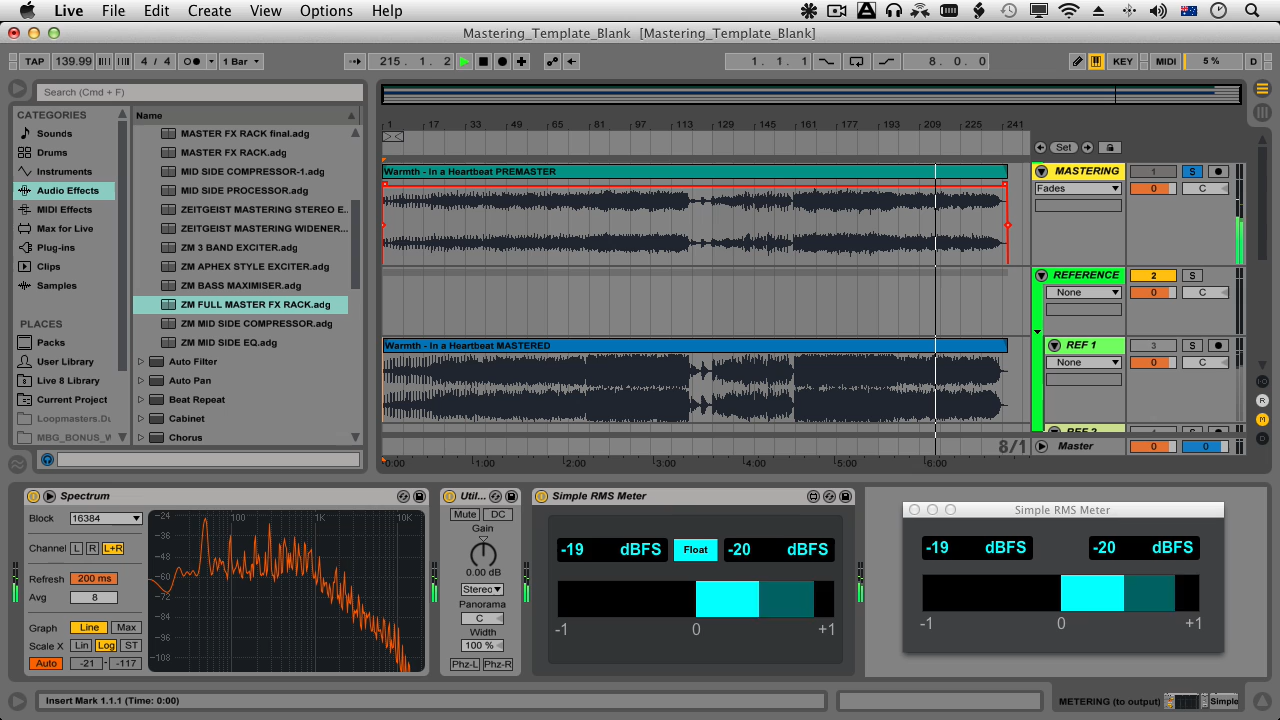 Live File Edit Create View Options Help
Mastering_Template_Blank [Mastering_Template_Blank]
TAP 139.99 4 / 4 1 Bar 215. 1. 2 1. 1. 1 8. 0. 0 KEY MIDI 5 % D
Search (Cmd + F)
CATEGORIES
Sounds
Drums
Instruments
Audio Effects
MIDI Effects
Max for Live
Plug-ins
Clips
Samples
PLACES
Packs
User Library
Live 8 Library
Current Project
Loopmasters.Du
MBG_BONUS_W
Name
MASTER FX RACK final.adg
MASTER FX RACK.adg
MID SIDE COMPRESSOR-1.adg
MID SIDE PROCESSOR.adg
ZEITGEIST MASTERING STEREO E...
ZEITGEIST MASTERING WIDENER...
ZM 3 BAND EXCITER.adg
ZM APHEX STYLE EXCITER.adg
ZM BASS MAXIMISER.adg
ZM FULL MASTER FX RACK.adg
ZM MID SIDE COMPRESSOR.adg
ZM MID SIDE EQ.adg
Auto Filter
Auto Pan
Beat Repeat
Cabinet
Chorus
1 17 33 49 65 81 97 113 129 145 161 177 193 209 225 241
Set
Warmth - In a Heartbeat PREMASTER
MASTERING 1 S
Fades 0 C
REFERENCE 2 S
None 0 C
Warmth - In a Heartbeat MASTERED
REF 1 3 S
None 0 C
REF 2 4 S
8/1 Master 0 0
0:00 1:00 2:00 3:00 4:00 5:00 6:00
R
M
D
Spectrum
Block 16384
Channel L R L+R
Refresh 200 ms
Avg 8
Graph Line Max
Scale X Lin Log ST
Auto -21 - -117
-24 100 1K 10K
-36
-48
-60
-72
-84
-96
-108
Util...
Mute DC
Gain
0.00 dB
Stereo
Panorama
C
Width
100 %
Phz-L Phz-R
Simple RMS Meter
-19 dBFS Float -20 dBFS
-1 0 +1
Simple RMS Meter
-19 dBFS -20 dBFS
-1 0 +1
Insert Mark 1.1.1 (Time: 0:00)
METERING (to output) Simple